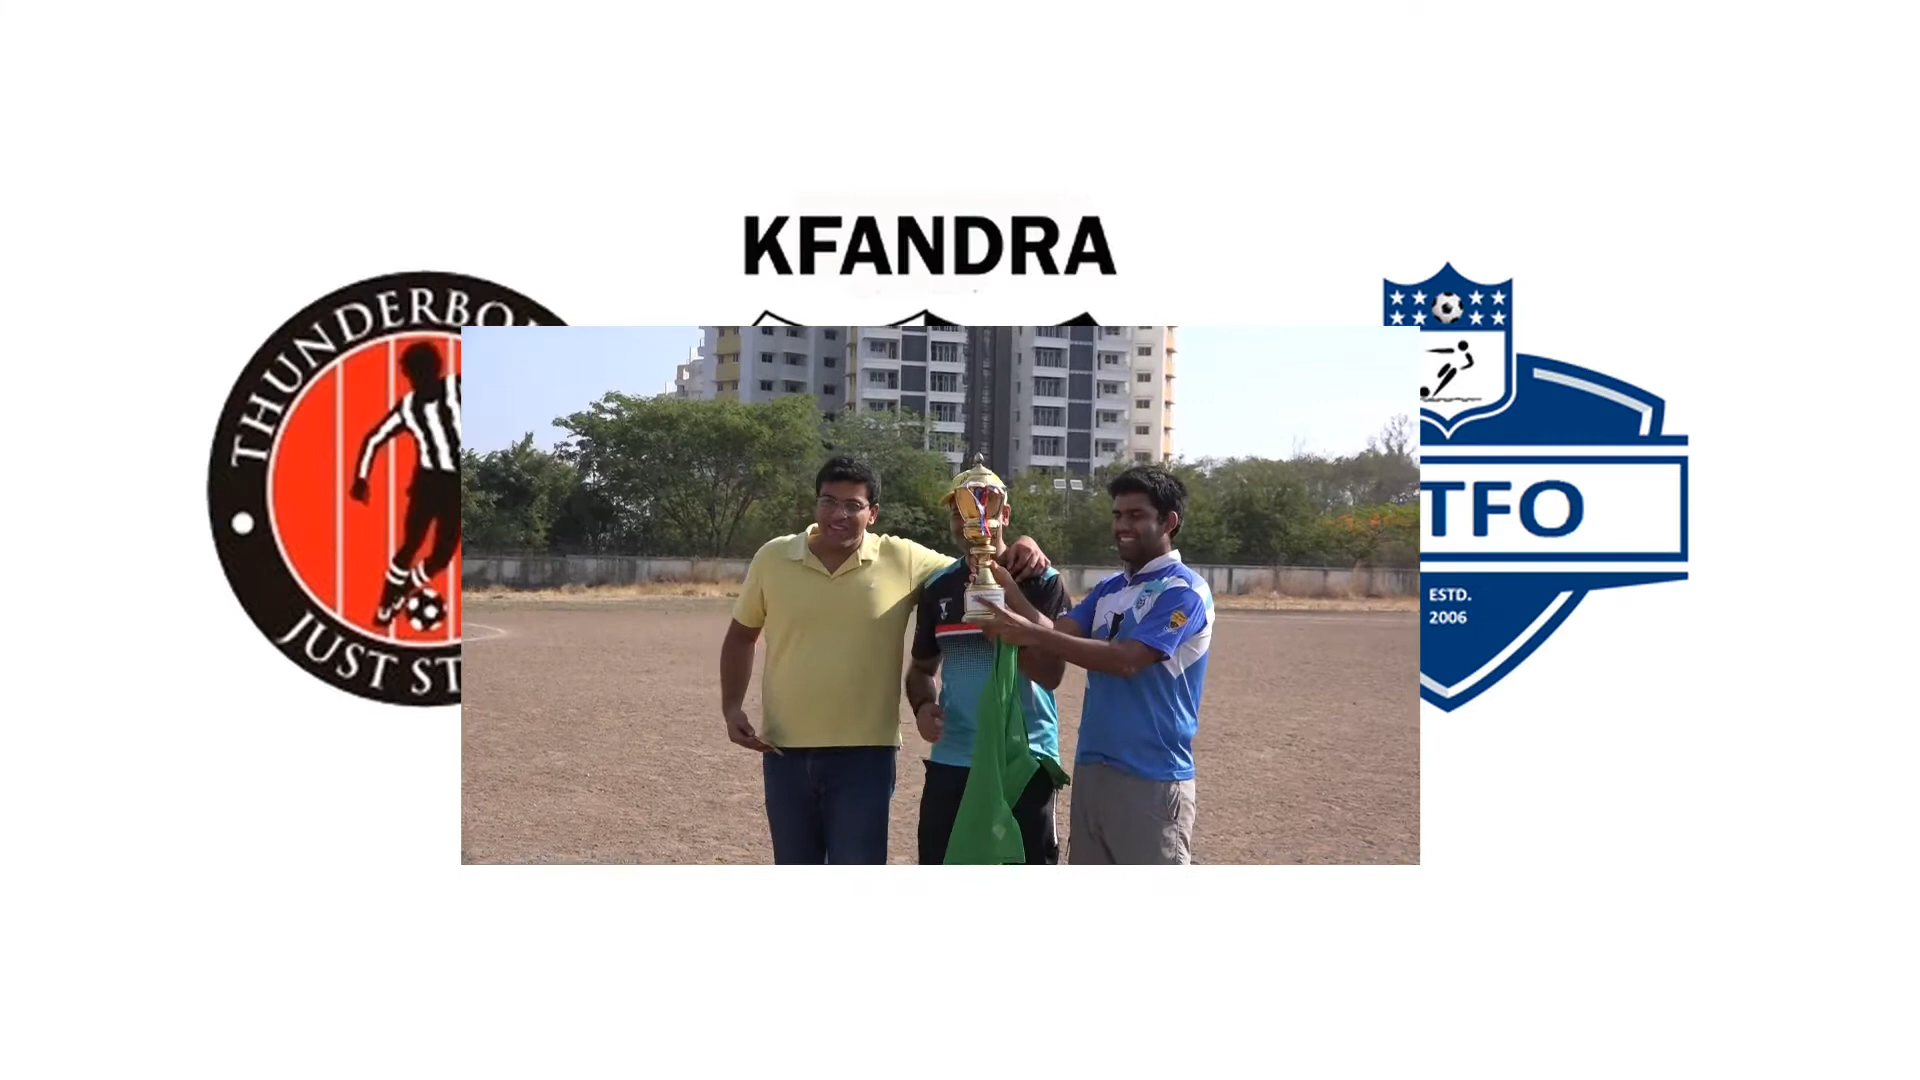 KFANDRA
THUNDERBO
JUST ST
TFO
ESTD.
2006